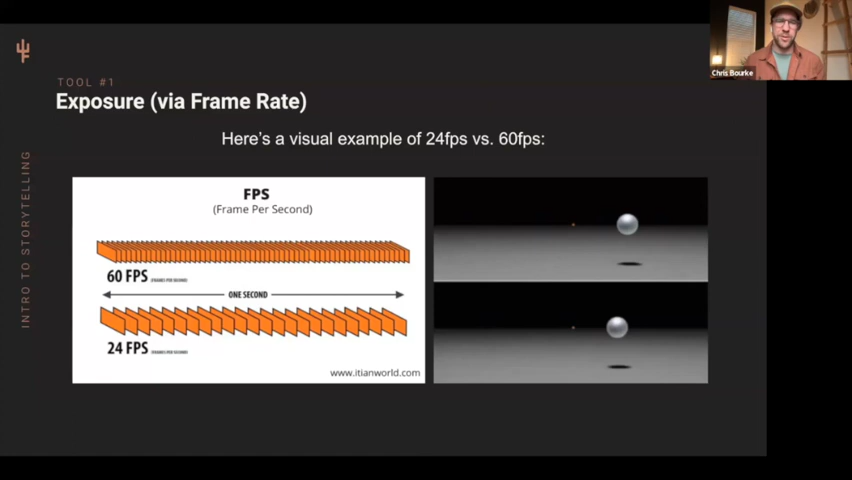 Chris Bourke
TOOL #1
Exposure (via Frame Rate)
INTRO TO STORYTELLING
Here's a visual example of 24fps vs. 60fps:
FPS
(Frame Per Second)
60 FPS (FRAMES PER SECOND)
ONE SECOND
24 FPS (FRAMES PER SECOND)
www.itianworld.com